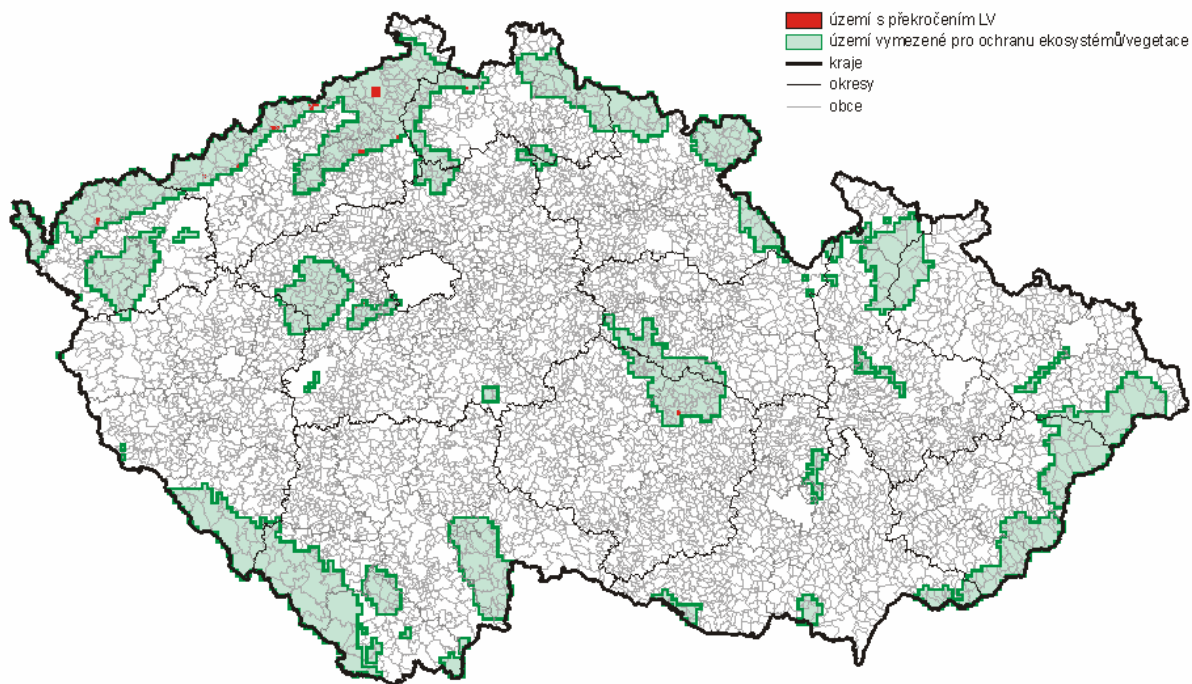 území s překročením LV
území vymezené pro ochranu ekosystémů/vegetace
kraje
okresy
obce